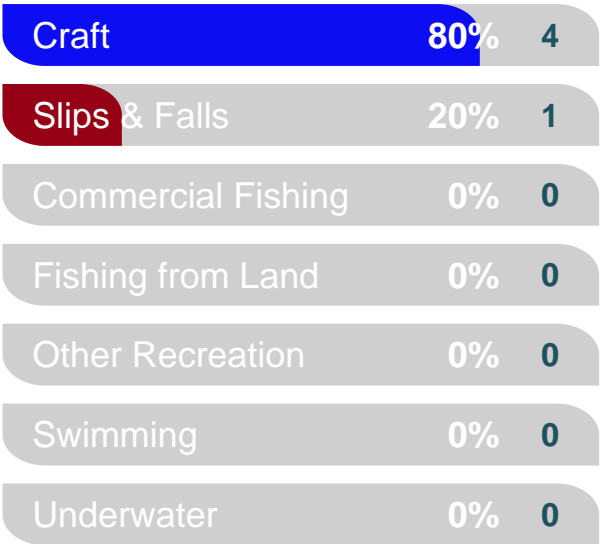 Craft 80% 4
Slips & Falls 20% 1
Commercial Fishing 0% 0
Fishing from Land 0% 0
Other Recreation 0% 0
Swimming 0% 0
Underwater 0% 0